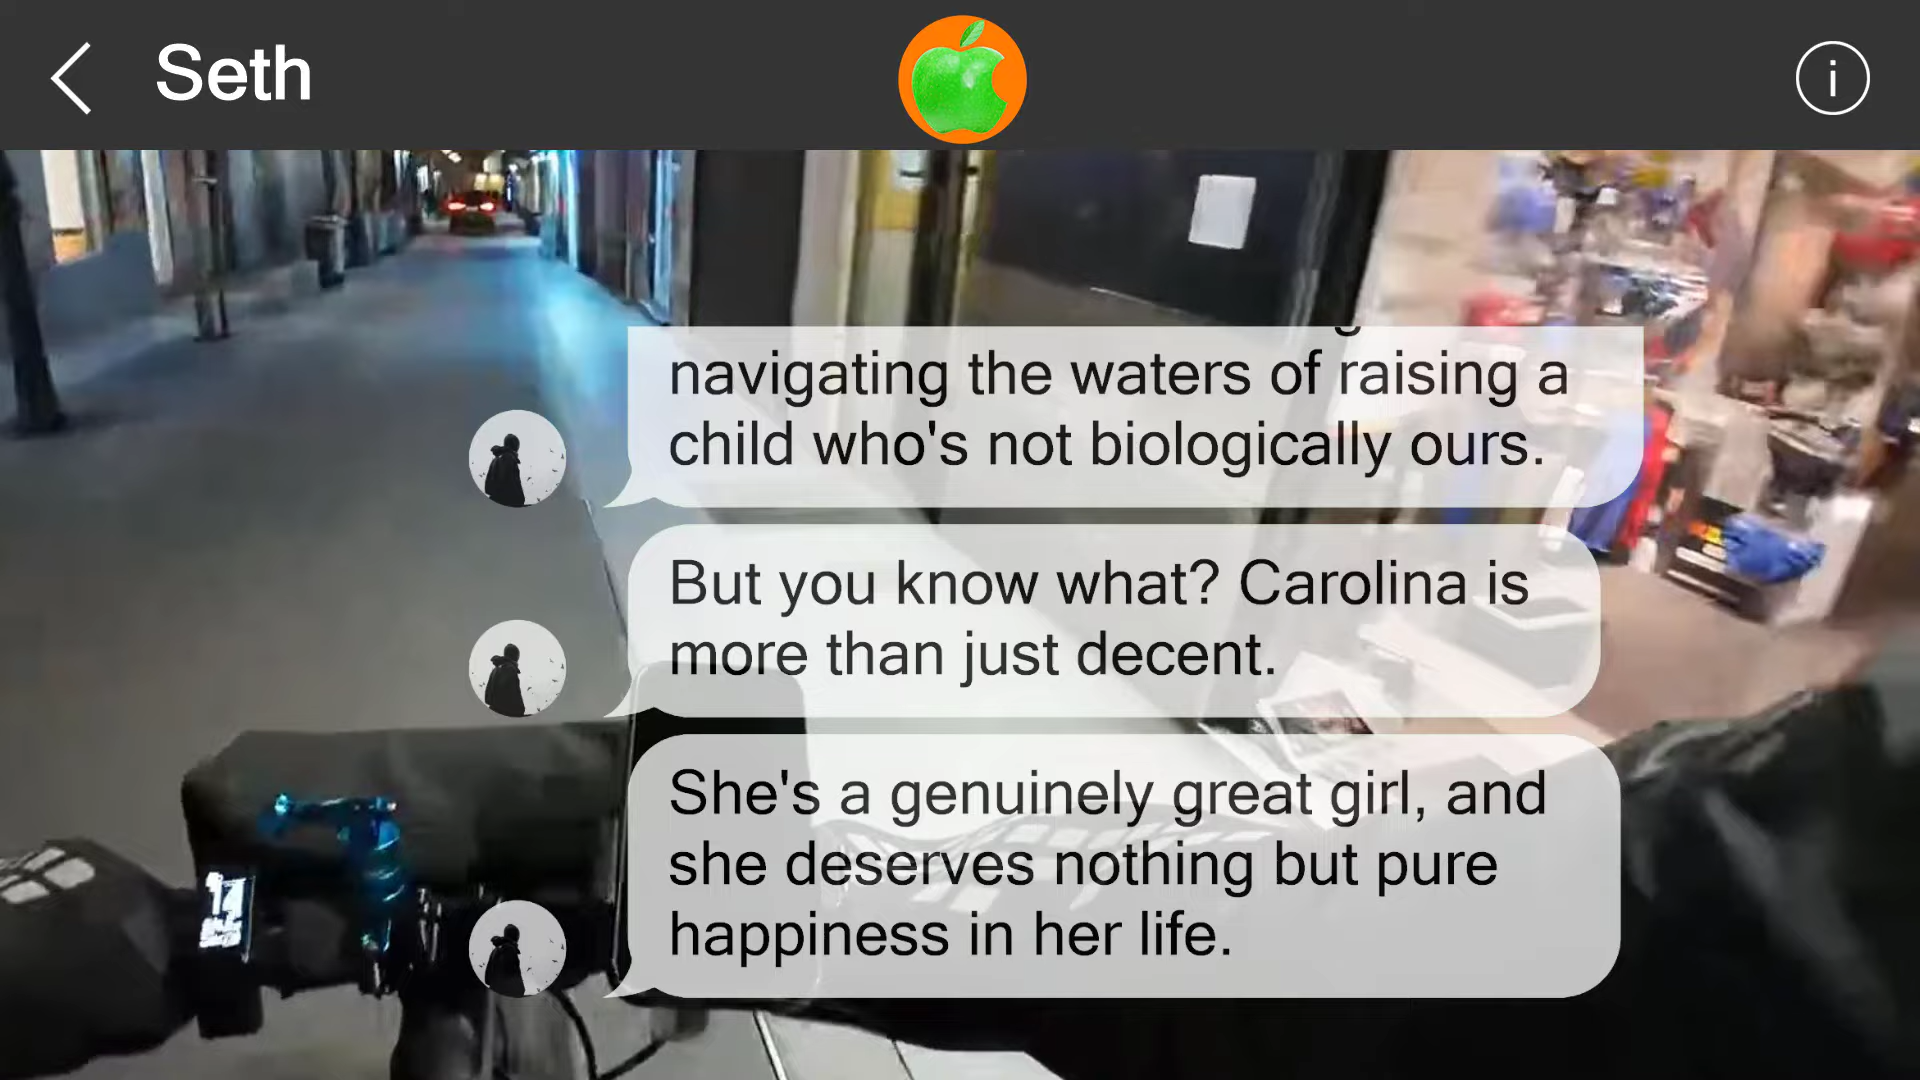 Seth
navigating the waters of raising a
child who's not biologically ours.
But you know what? Carolina is
more than just decent.
She's a genuinely great girl, and
she deserves nothing but pure
happiness in her life.